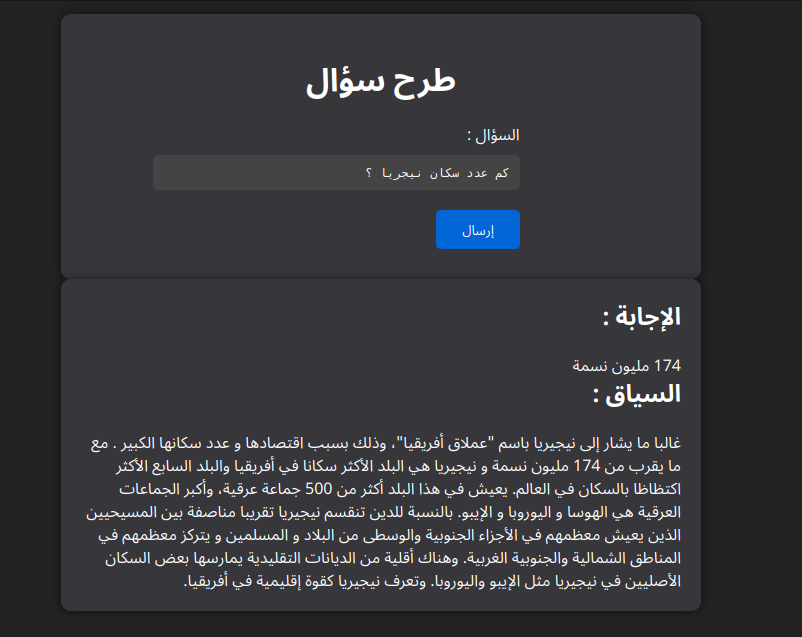 طرح سؤال
السؤال :
كم عدد سكان نيجريا ؟
إرسال
الإجابة :
174 مليون نسمة
السياق :
غالبا ما يشار إلى نيجيريا باسم "عملاق أفريقيا"، وذلك بسبب اقتصادها و عدد سكانها الكبير . مع
ما يقرب من 174 مليون نسمة و نيجيريا هي البلد الأكثر سكانا في أفريقيا والبلد السابع الأكثر
اكتظاظا بالسكان في العالم. يعيش في هذا البلد أكثر من 500 جماعة عرقية، وأكبر الجماعات
العرقية هي الهوسا و اليوروبا و الإيبو. بالنسبة للدين تنقسم نيجيريا تقريبا مناصفة بين المسيحيين
الذين يعيش معظمهم في الأجزاء الجنوبية والوسطى من البلاد و المسلمين و يتركز معظمهم في
المناطق الشمالية والجنوبية الغربية. وهناك أقلية من الديانات التقليدية يمارسها بعض السكان
الأصليين في نيجيريا مثل الإيبو واليوروبا. وتعرف نيجيريا كقوة إقليمية في أفريقيا.